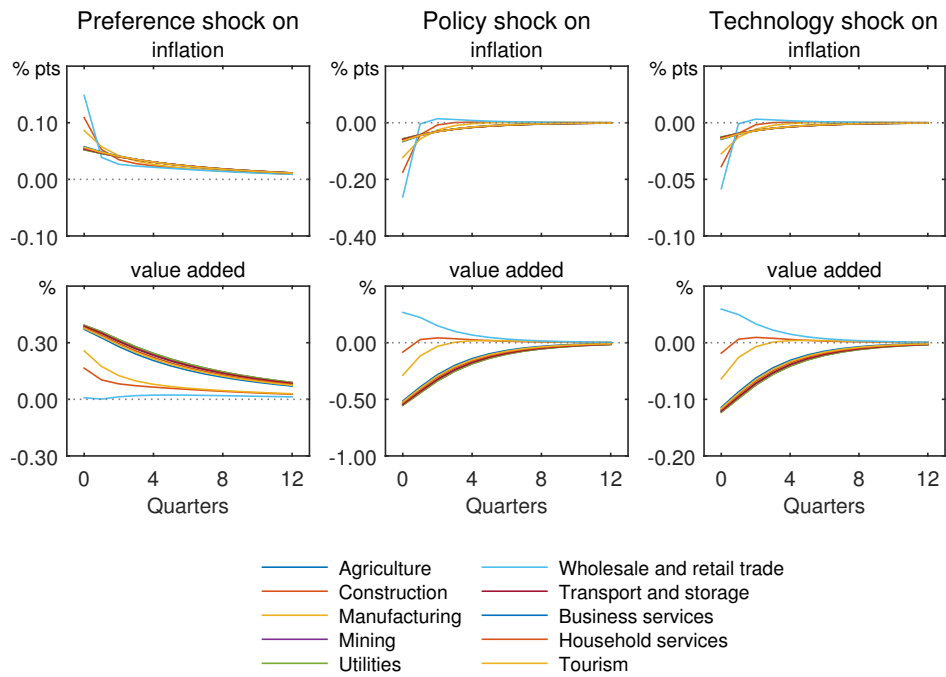 Preference shock on
Policy shock on
Technology shock on
inflation
inflation
inflation
% pts
% pts
% pts
0.10
0.00
-0.10
0.00
-0.20
-0.40
0.00
-0.05
-0.10
value added
value added
value added
%
%
%
0.30
0.00
-0.30
0.00
-0.50
-1.00
0.00
-0.10
-0.20
0 4 8 12
0 4 8 12
0 4 8 12
Quarters
Quarters
Quarters
Agriculture
Construction
Manufacturing
Mining
Utilities
Wholesale and retail trade
Transport and storage
Business services
Household services
Tourism